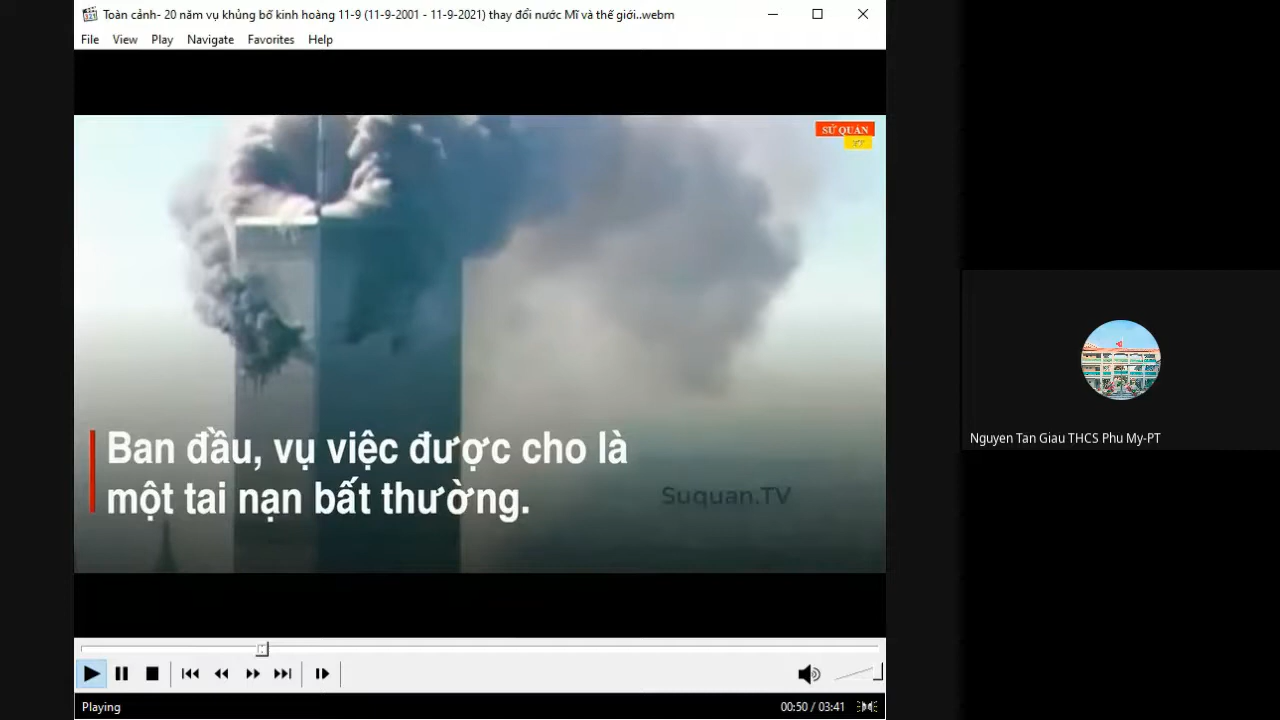 Toàn cảnh- 20 năm vụ khủng bố kinh hoàng 11-9 (11-9-2001 - 11-9-2021) thay đổi nước Mĩ và thế giới..webm
File View Play Navigate Favorites Help
SỬ QUÁN
Ban đầu, vụ việc được cho là
một tai nạn bất thường.
Suquan.TV
Nguyen Tan Giau THCS Phu My-PT
Playing
00:50 / 03:41